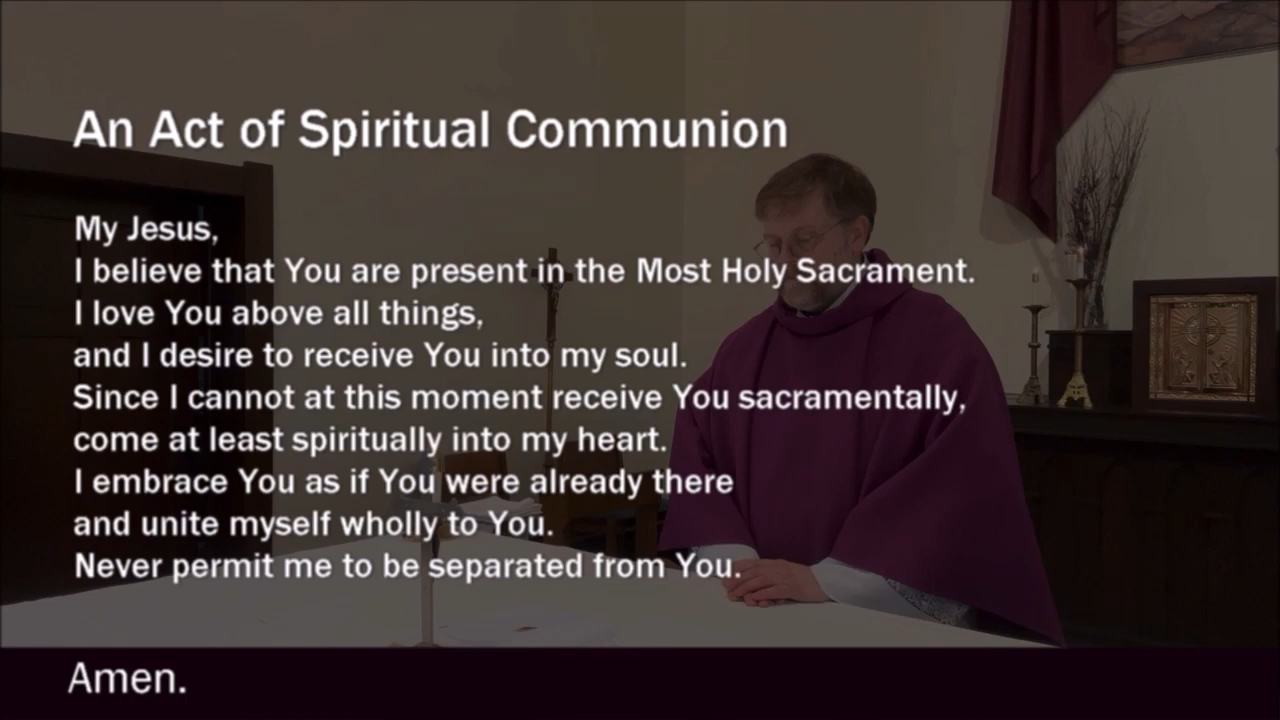 An Act of Spiritual Communion
My Jesus,
I believe that You are present in the Most Holy Sacrament.
I love You above all things,
and I desire to receive You into my soul.
Since I cannot at this moment receive You sacramentally,
come at least spiritually into my heart.
I embrace You as if You were already there
and unite myself wholly to You.
Never permit me to be separated from You.
Amen.